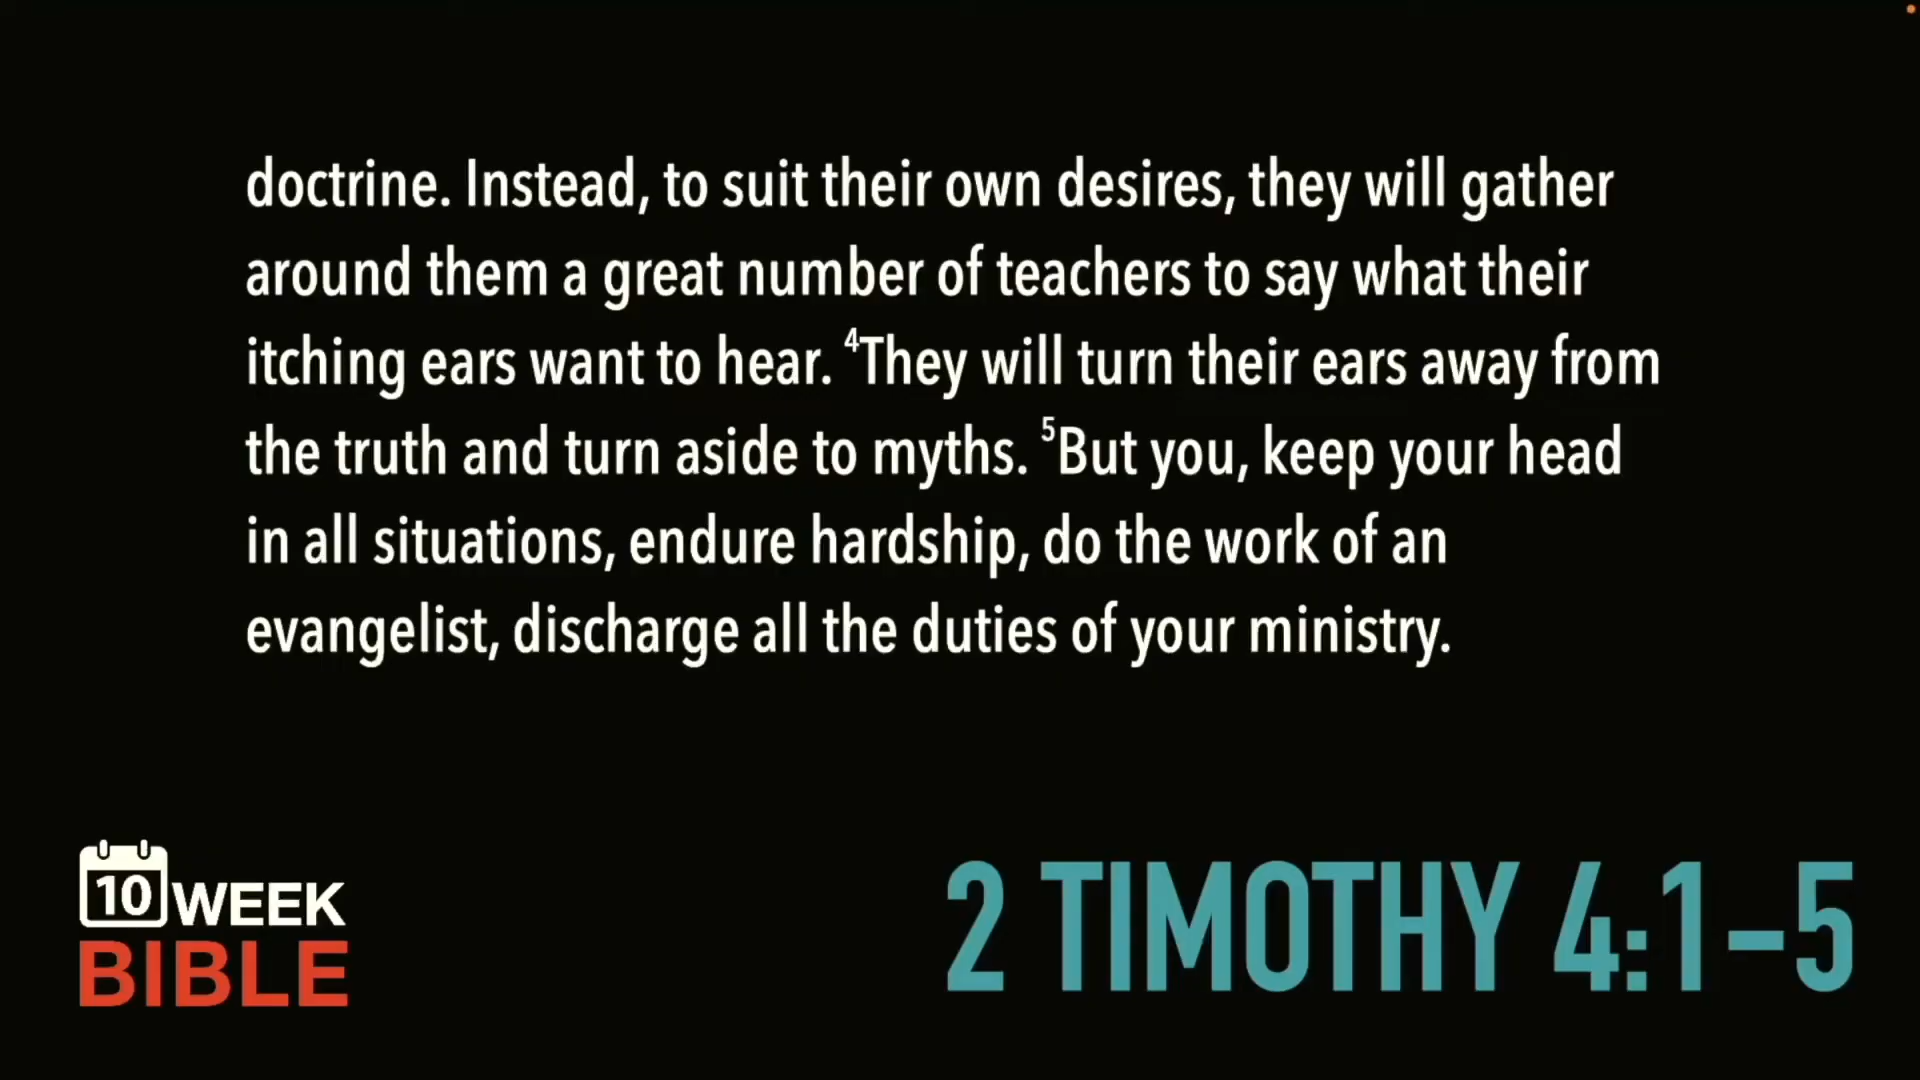 doctrine. Instead, to suit their own desires, they will gather
around them a great number of teachers to say what their
itching ears want to hear. ⁴They will turn their ears away from
the truth and turn aside to myths. ⁵But you, keep your head
in all situations, endure hardship, do the work of an
evangelist, discharge all the duties of your ministry.
10 WEEK
BIBLE
2 TIMOTHY 4:1–5